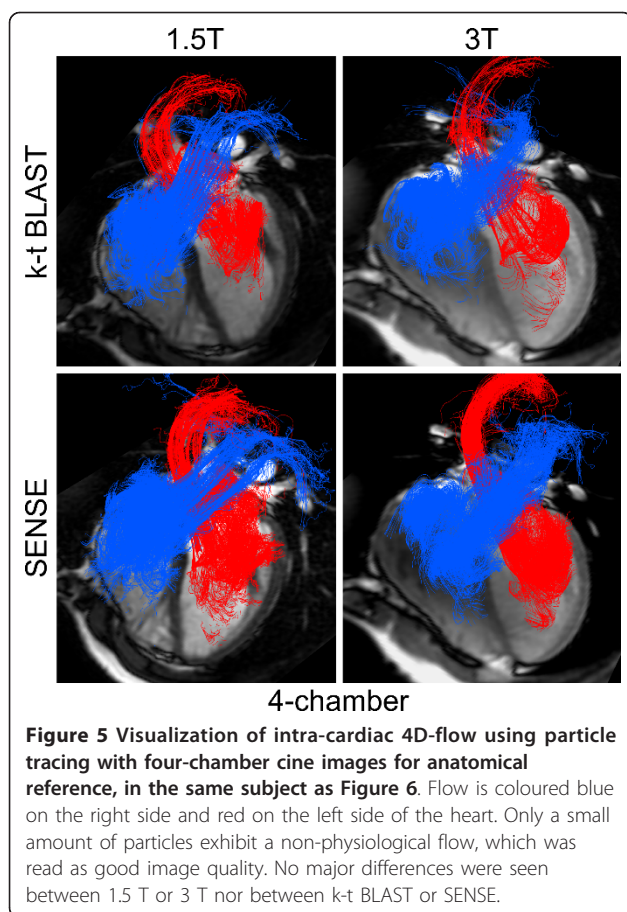 1.5T
3T
k-t BLAST
SENSE
4-chamber
Figure 5 Visualization of intra-cardiac 4D-flow using particle
tracing with four-chamber cine images for anatomical
reference, in the same subject as Figure 6. Flow is coloured blue
on the right side and red on the left side of the heart. Only a small
amount of particles exhibit a non-physiological flow, which was
read as good image quality. No major differences were seen
between 1.5 T or 3 T nor between k-t BLAST or SENSE.